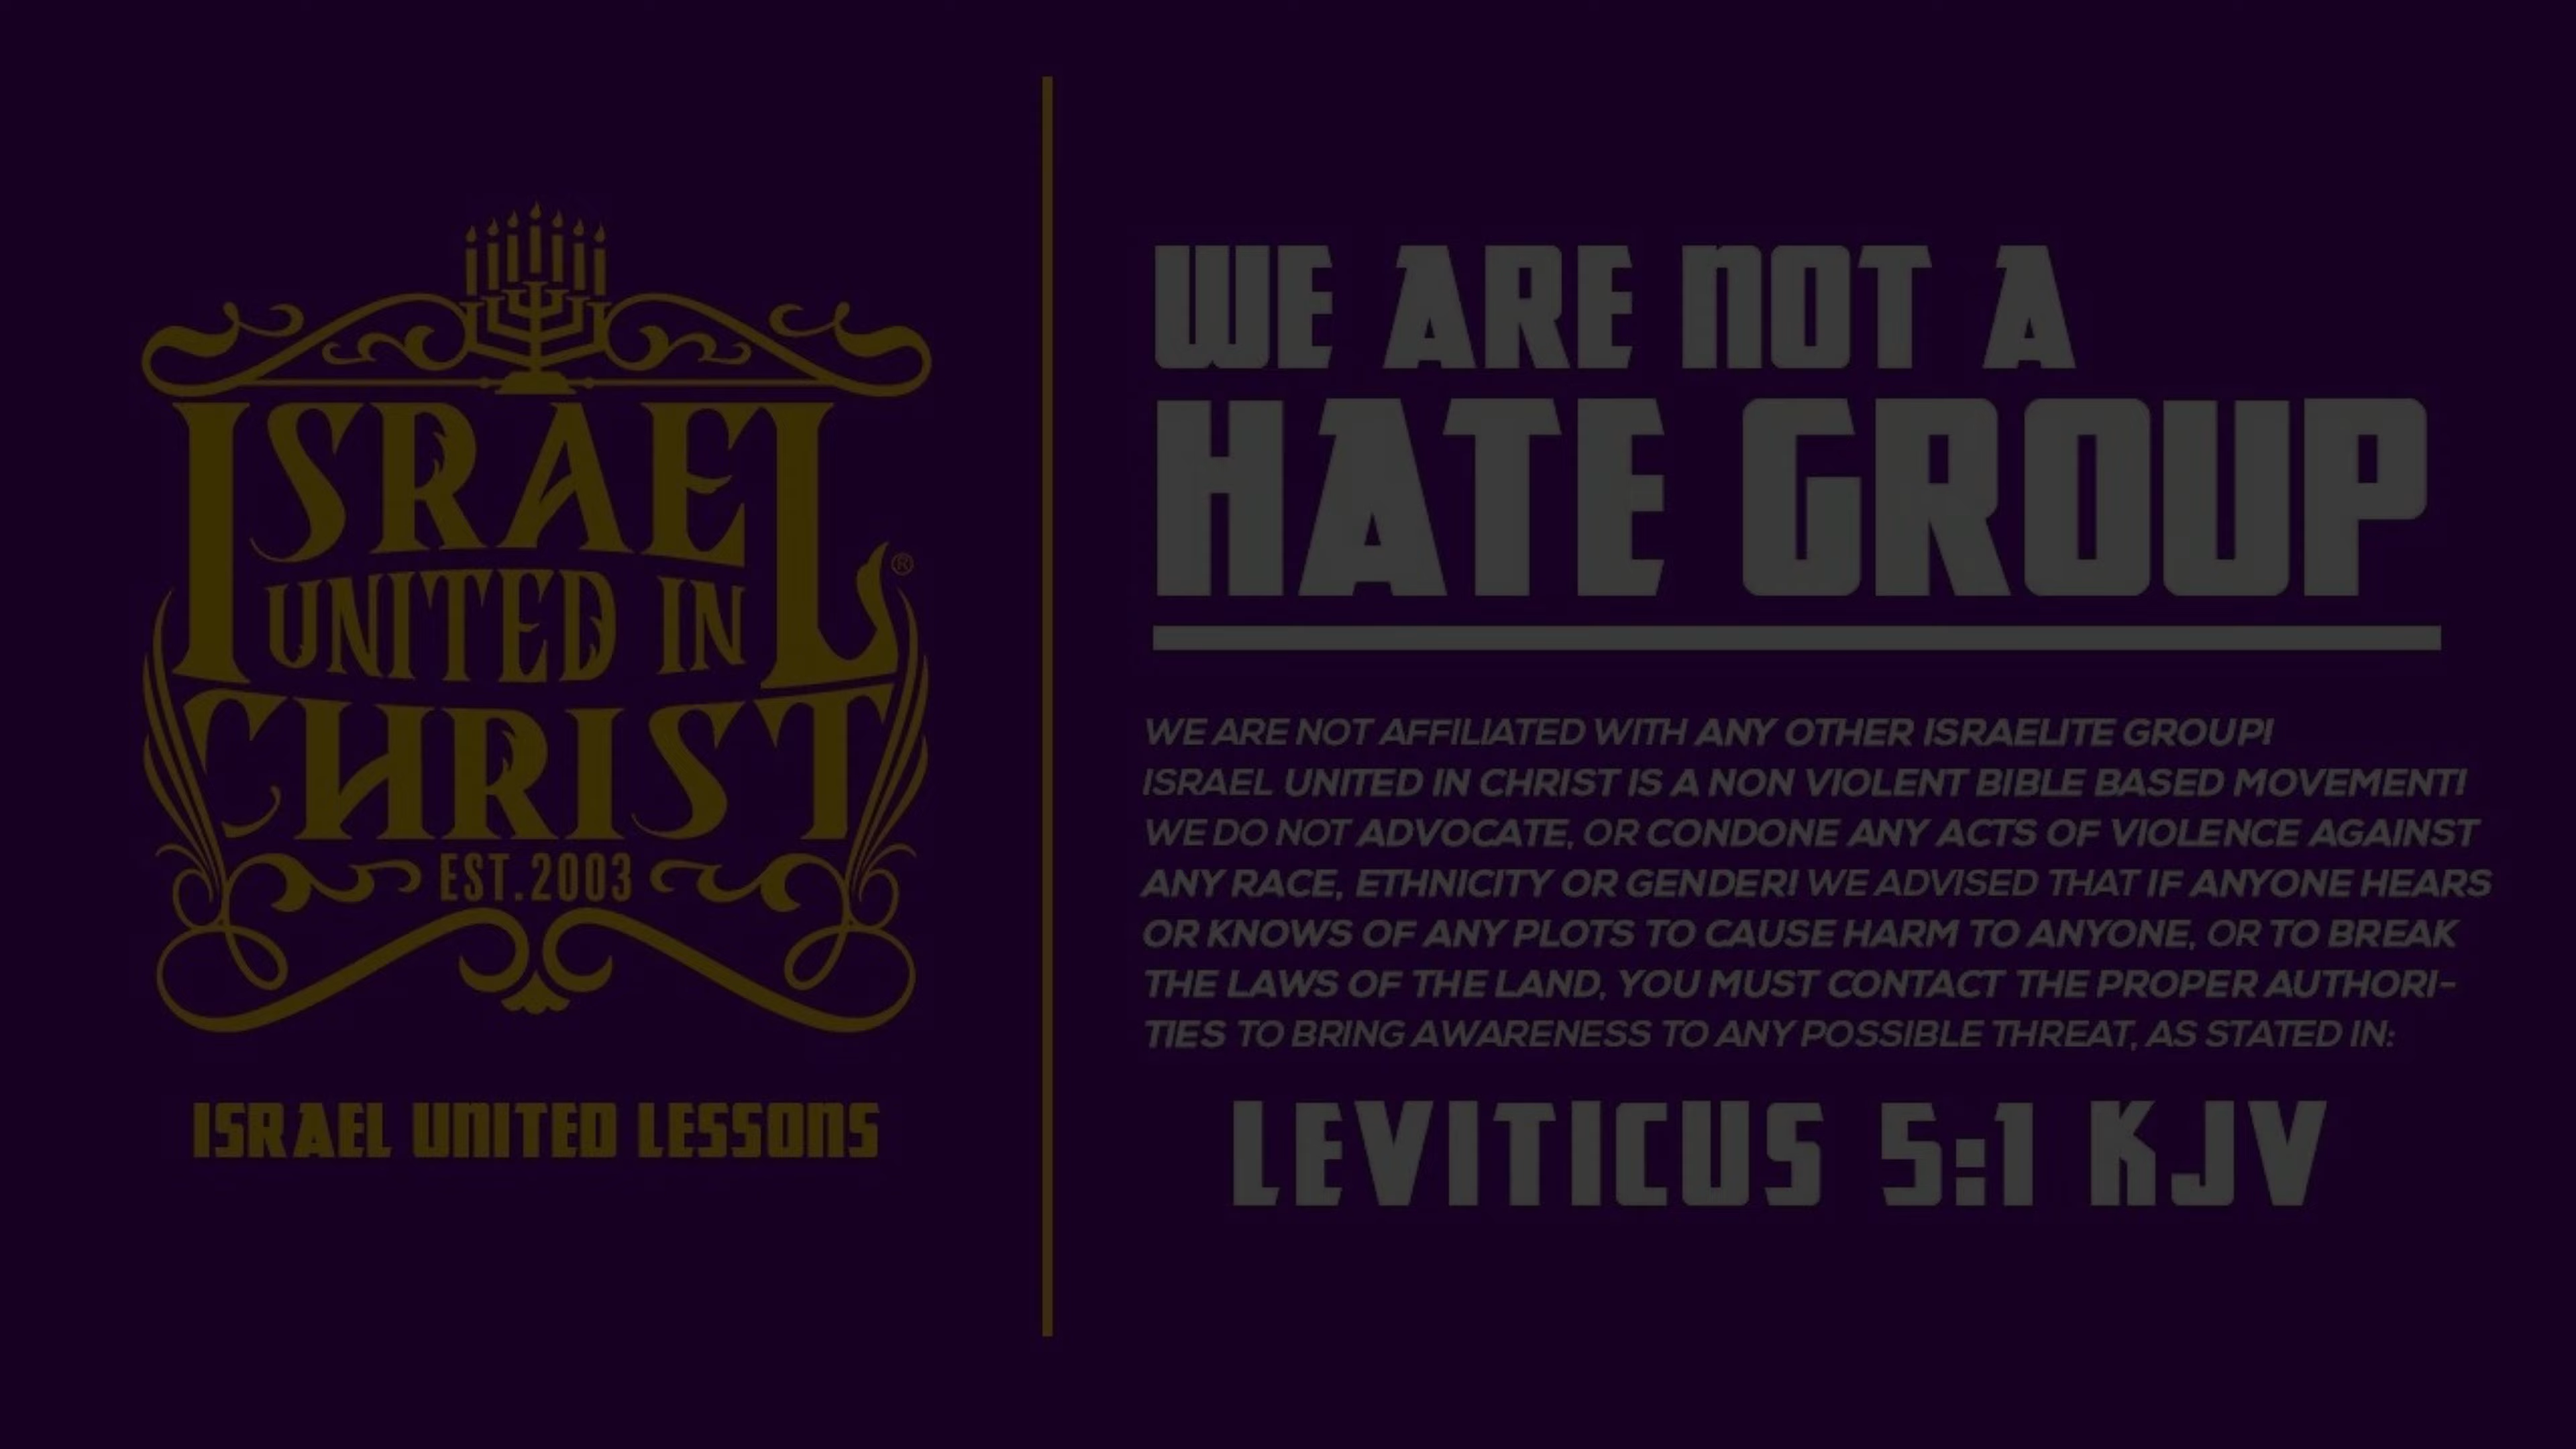 ISRAEL
UNITED IN
CHRIST
®
EST.2003
ISRAEL UNITED LESSONS
WE ARE NOT A
HATE GROUP
WE ARE NOT AFFILIATED WITH ANY OTHER ISRAELITE GROUP!
ISRAEL UNITED IN CHRIST IS A NON VIOLENT BIBLE BASED MOVEMENT!
WE DO NOT ADVOCATE, OR CONDONE ANY ACTS OF VIOLENCE AGAINST
ANY RACE, ETHNICITY OR GENDER! WE ADVISED THAT IF ANYONE HEARS
OR KNOWS OF ANY PLOTS TO CAUSE HARM TO ANYONE, OR TO BREAK
THE LAWS OF THE LAND, YOU MUST CONTACT THE PROPER AUTHORI-
TIES TO BRING AWARENESS TO ANY POSSIBLE THREAT, AS STATED IN:
LEVITICUS 5:1 KJV